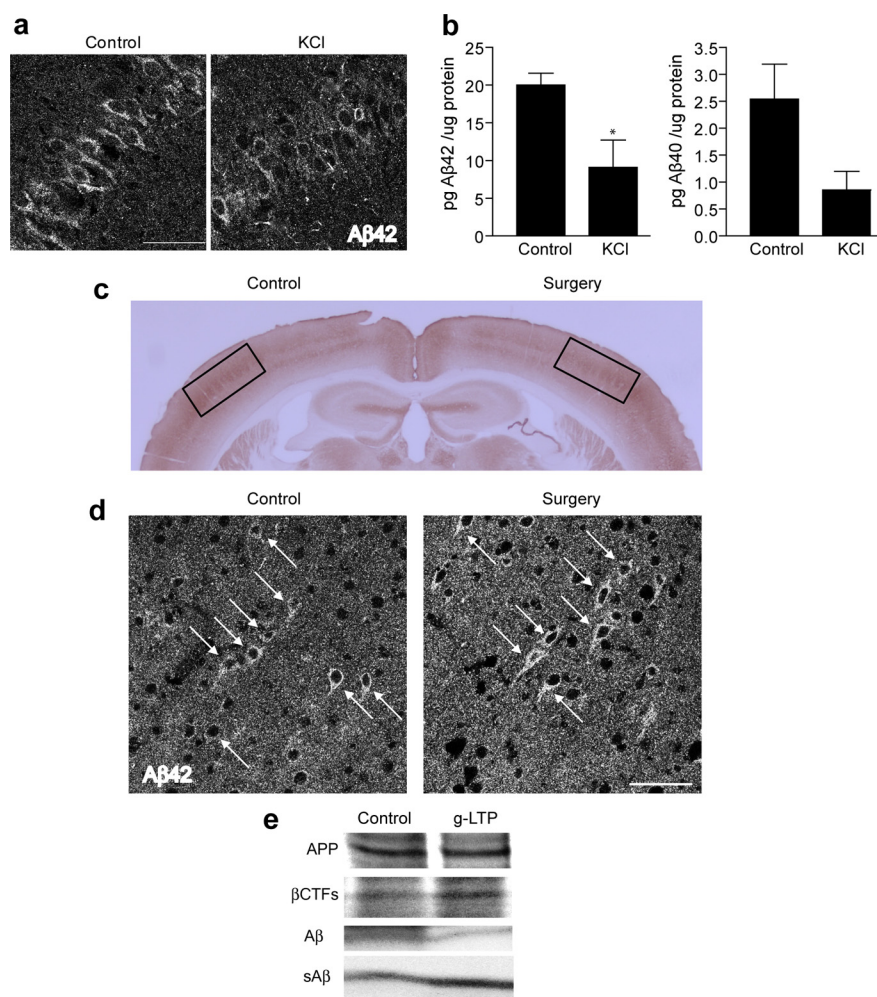 a
Control KCl
Aβ42
b
pg Aβ42 /ug protein
25
20
15
10
5
0
*
Control KCl
pg Aβ40 /ug protein
3.5
3.0
2.5
2.0
1.5
1.0
0.5
0.0
Control KCl
c
Control Surgery
d
Control Surgery
Aβ42
e
Control g-LTP
APP
βCTFs
Aβ
sAβ